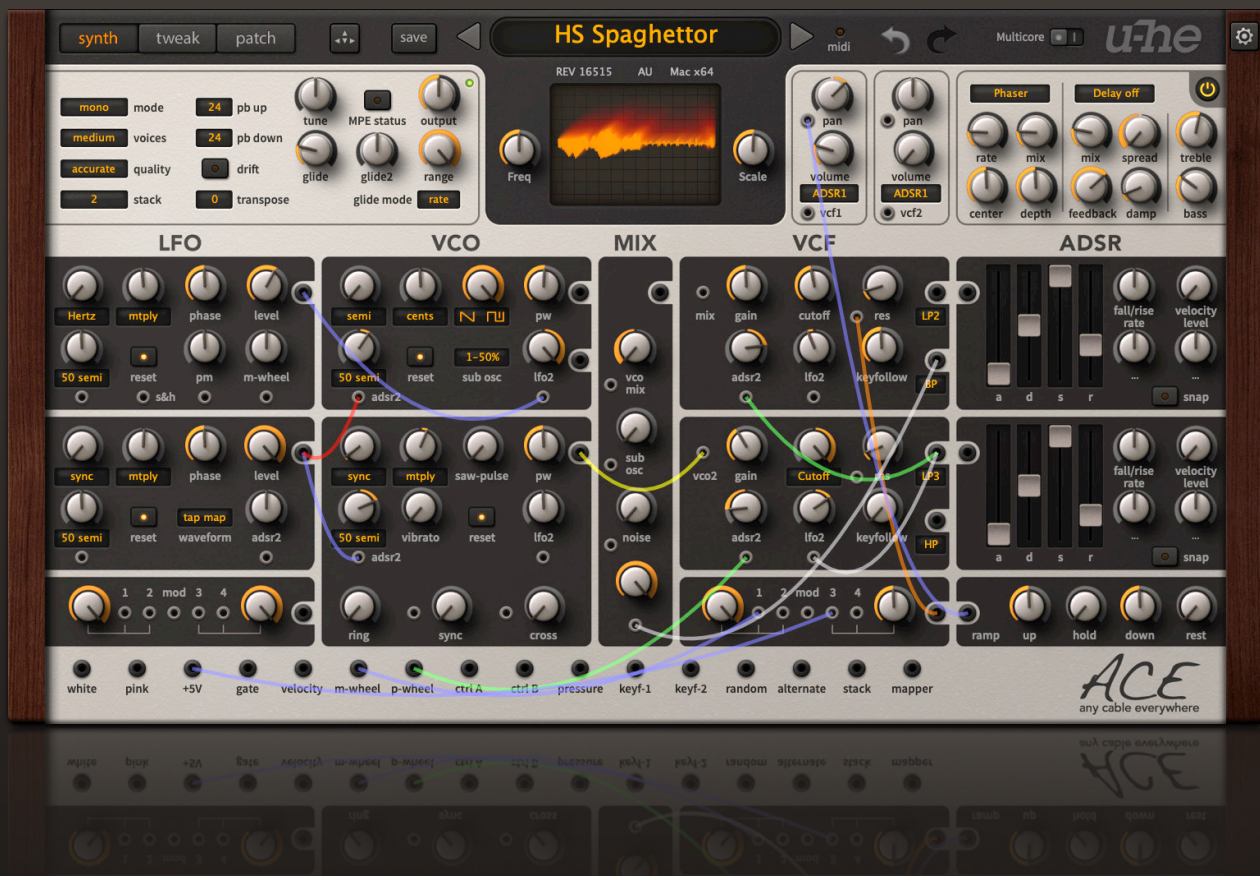 synth tweak patch save HS Spaghettor midi Multicore u-he
REV 16515 AU Mac x64
mono mode 24 pb up
medium voices 24 pb down
accurate quality drift
2 stack 0 transpose
tune MPE status output
glide glide2 range
glide mode rate
Freq Scale
pan pan
volume volume
ADSR1 ADSR1
vcf1 vcf2
Phaser Delay off
rate mix mix spread treble
center depth feedback damp bass
LFO VCO MIX VCF ADSR
Hertz mtply phase level
50 semi reset pm m-wheel
s&h
semi cents pw
1-50%
50 semi reset sub osc lfo2
adsr2
vco
mix
sub
osc
noise
mix gain cutoff res LP2
adsr2 lfo2 keyfollow BP
fall/rise
rate
velocity
level
... ...
a d s r snap
sync mtply phase level
tap map
50 semi reset waveform adsr2
sync mtply saw-pulse pw
50 semi vibrato reset lfo2
adsr2
vco2 gain Cutoff res LP3
adsr2 lfo2 keyfollow HP
fall/rise
rate
velocity
level
... ...
a d s r snap
1 2 mod 3 4
ring sync cross
1 2 mod 3 4
ramp up hold down rest
white pink +5V gate velocity m-wheel p-wheel ctrl A ctrl B pressure keyf-1 keyf-2 random alternate stack mapper
ACE
any cable everywhere